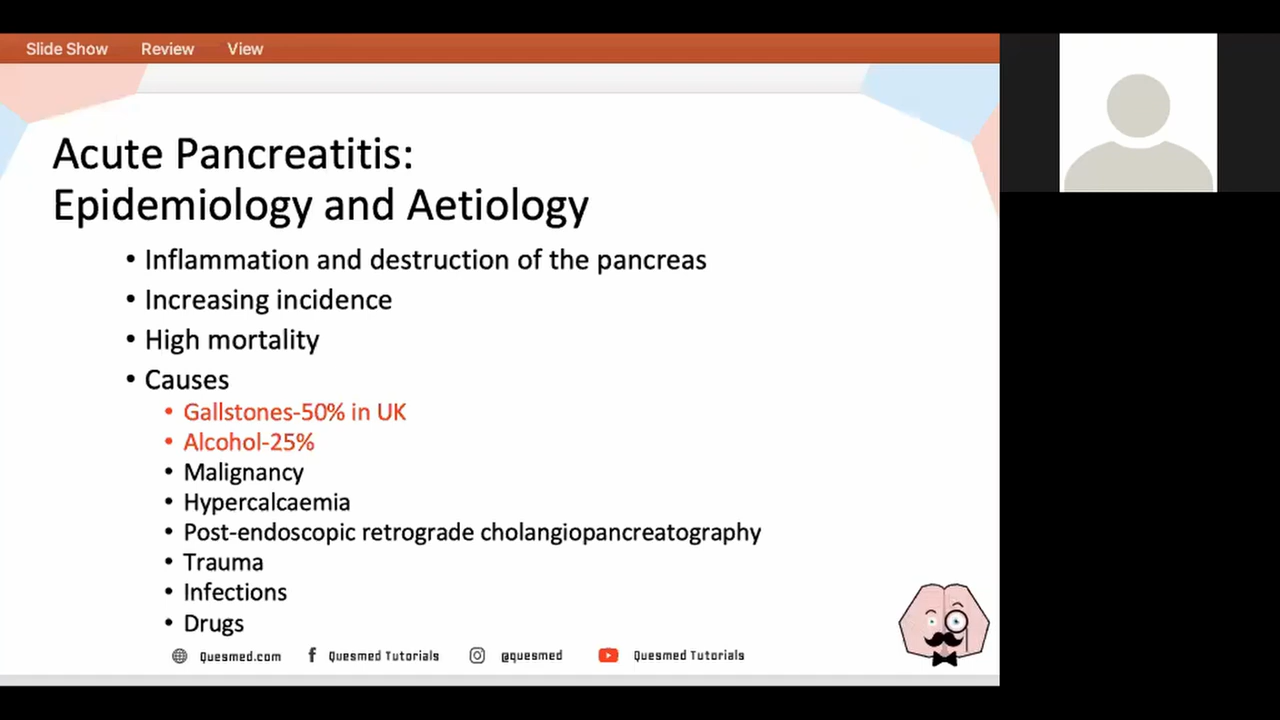 Slide Show Review View
Acute Pancreatitis:
Epidemiology and Aetiology
• Inflammation and destruction of the pancreas
• Increasing incidence
• High mortality
• Causes
• Gallstones-50% in UK
• Alcohol-25%
• Malignancy
• Hypercalcaemia
• Post-endoscopic retrograde cholangiopancreatography
• Trauma
• Infections
• Drugs
Quesmed.com Quesmed Tutorials @quesmed Quesmed Tutorials